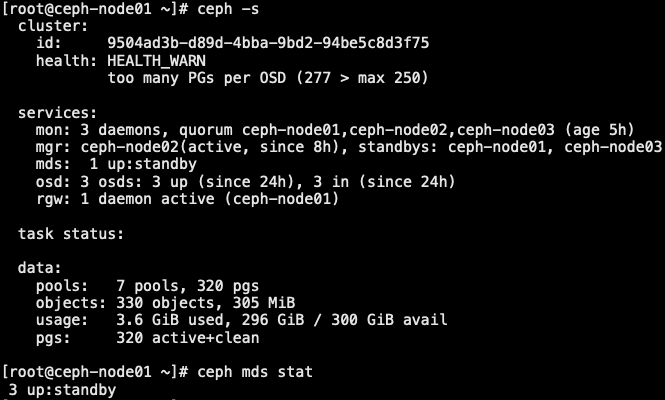 [root@ceph-node01 ~]# ceph -s
  cluster:
    id:     9504ad3b-d89d-4bba-9bd2-94be5c8d3f75
    health: HEALTH_WARN
            too many PGs per OSD (277 > max 250)

  services:
    mon: 3 daemons, quorum ceph-node01,ceph-node02,ceph-node03 (age 5h)
    mgr: ceph-node02(active, since 8h), standbys: ceph-node01, ceph-node03
    mds:  1 up:standby
    osd: 3 osds: 3 up (since 24h), 3 in (since 24h)
    rgw: 1 daemon active (ceph-node01)

  task status:

  data:
    pools:   7 pools, 320 pgs
    objects: 330 objects, 305 MiB
    usage:   3.6 GiB used, 296 GiB / 300 GiB avail
    pgs:     320 active+clean

[root@ceph-node01 ~]# ceph mds stat
 3 up:standby